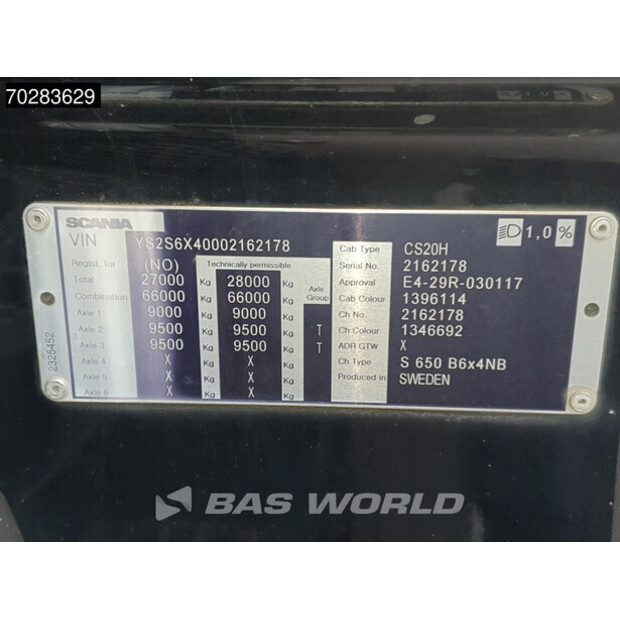 70283629
SCANIA
VIN YS2S6X40002162178
1,0 %
Regist. for (NO) Technically permissible
Total 27000 Kg 28000 Kg
Combination 66000 Kg 66000 Kg Axle Group
Axle 1 9000 Kg 9000 Kg
Axle 2 9500 Kg 9500 Kg T
Axle 3 9500 Kg 9500 Kg T
Axle 4 X Kg X Kg
Axle 5 X Kg X Kg
Axle 6 X Kg X Kg
Cab Type CS20H
Serial No. 2162178
Approval E4-29R-030117
Cab Colour 1396114
Ch No. 2162178
Ch Colour 1346692
ADR GTW X
Ch Type S 650 B6x4NB
Produced in SWEDEN
2325452
BAS WORLD